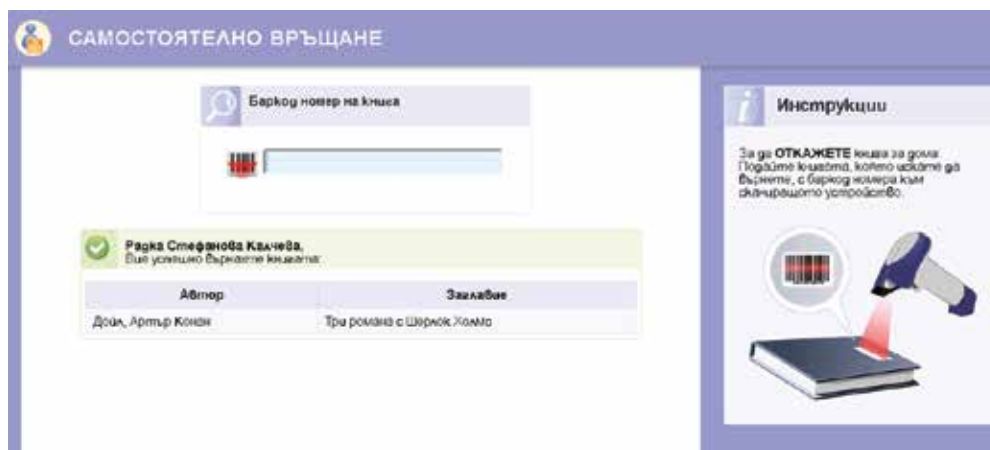 САМОСТОЯТЕЛНО ВРЪЩАНЕ
Баркод номер на книга
Радка Стефанова Калчева,
Вие успешно върнахте книгата:
Автор Заглавие
Дойл, Артър Конан Три романа с Шерлок Холмс
Инструкции
За да ОТКАЖЕТЕ книга за дома:
Подайте книгата, която искате да
върнете, с баркод номера към
сканиращото устройство.